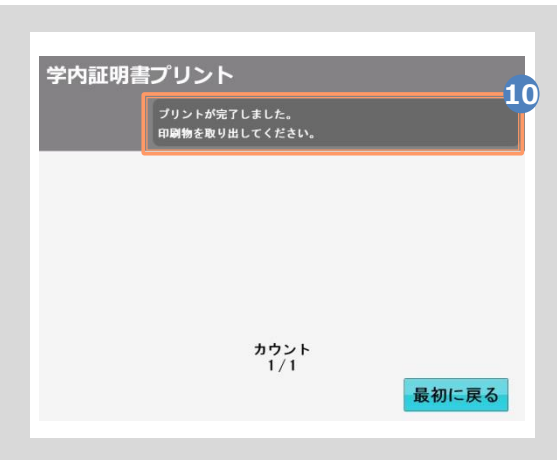 学内証明書プリント
10
プリントが完了しました。
印刷物を取り出してください。
カウント
1/1
最初に戻る